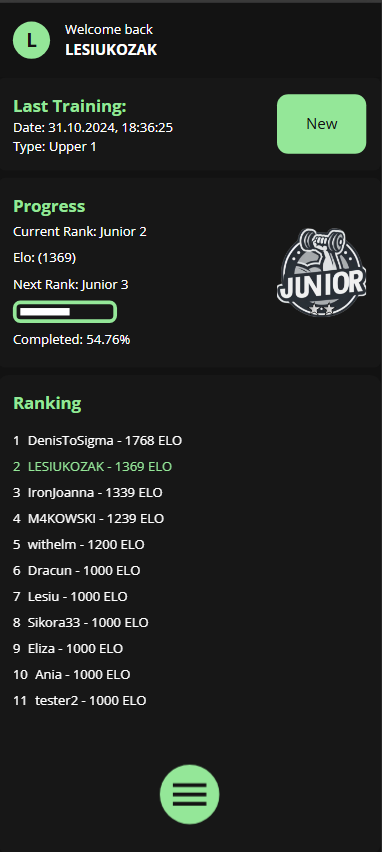 L
Welcome back
LESIUKOZAK
Last Training:
Date: 31.10.2024, 18:36:25
Type: Upper 1
New
Progress
Current Rank: Junior 2
Elo: (1369)
Next Rank: Junior 3
Completed: 54.76%
JUNIOR
Ranking
1 DenisToSigma - 1768 ELO
2 LESIUKOZAK - 1369 ELO
3 IronJoanna - 1339 ELO
4 M4KOWSKI - 1239 ELO
5 withelm - 1200 ELO
6 Dracun - 1000 ELO
7 Lesiu - 1000 ELO
8 Sikora33 - 1000 ELO
9 Eliza - 1000 ELO
10 Ania - 1000 ELO
11 tester2 - 1000 ELO